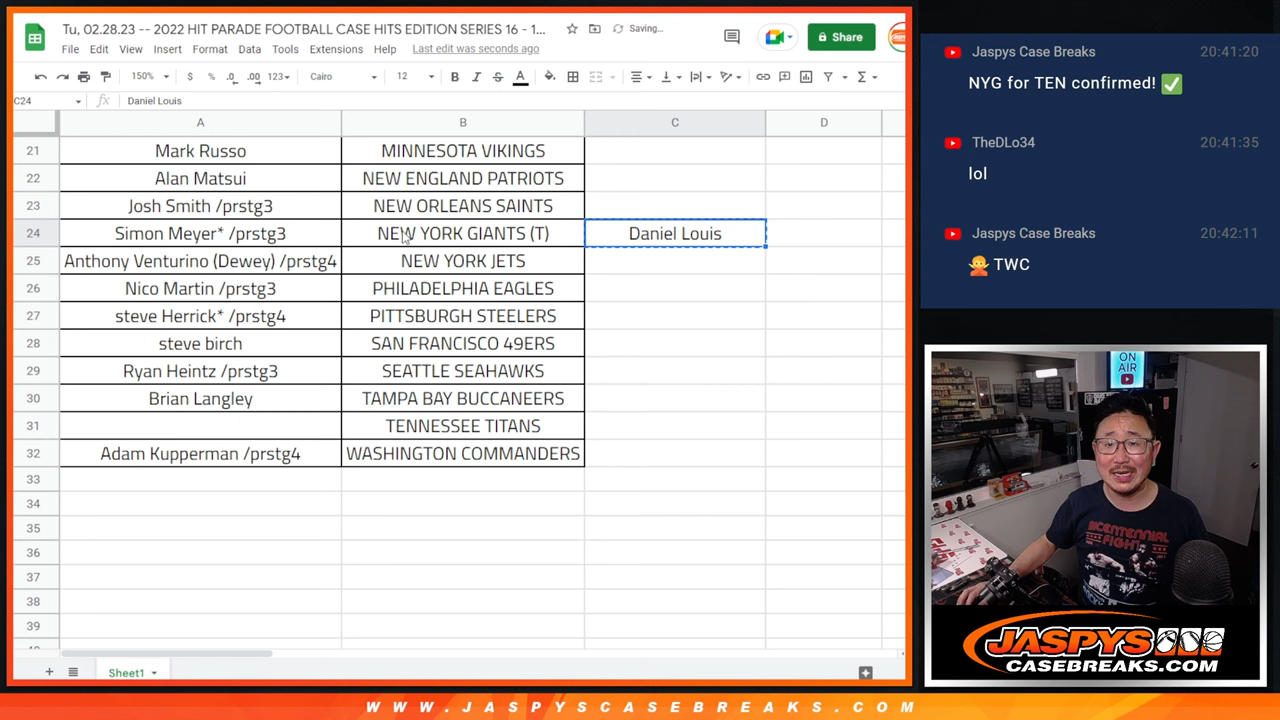 Tu, 02.28.23 -- 2022 HIT PARADE FOOTBALL CASE HITS EDITION SERIES 16 - 1... Saving...
File Edit View Insert Format Data Tools Extensions Help Last edit was seconds ago
Share
150% $ % .0 .00 123 Cairo 12 B I S A
C24 fx Daniel Louis
A B C D
21 Mark Russo MINNESOTA VIKINGS
22 Alan Matsui NEW ENGLAND PATRIOTS
23 Josh Smith /prstg3 NEW ORLEANS SAINTS
24 Simon Meyer* /prstg3 NEW YORK GIANTS (T) Daniel Louis
25 Anthony Venturino (Dewey) /prstg4 NEW YORK JETS
26 Nico Martin /prstg3 PHILADELPHIA EAGLES
27 steve Herrick* /prstg4 PITTSBURGH STEELERS
28 steve birch SAN FRANCISCO 49ERS
29 Ryan Heintz /prstg3 SEATTLE SEAHAWKS
30 Brian Langley TAMPA BAY BUCCANEERS
31 TENNESSEE TITANS
32 Adam Kupperman /prstg4 WASHINGTON COMMANDERS
33
34
35
36
37
38
39
Sheet1
Jaspys Case Breaks 20:41:20
NYG for TEN confirmed! ✅
TheDLo34 20:41:35
lol
Jaspys Case Breaks 20:42:11
🙅 TWC
ON
AIR
BICENTENNIAL
FIGHT
JASPYS
CASEBREAKS.COM
WWW.JASPYSCASEBREAKS.COM